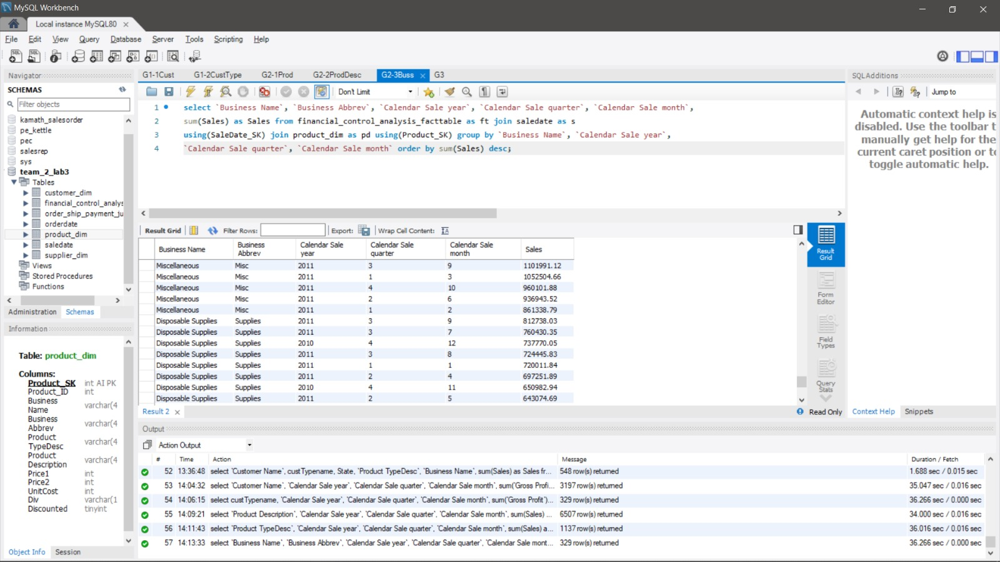 MySQL Workbench
Local instance MySQL80
File Edit View Query Database Server Tools Scripting Help
Navigator
SCHEMAS
Filter objects
kamath_salesorder
pe_kettle
pec
salesrep
sys
team_2_lab3
Tables
customer_dim
financial_control_analys
order_ship_payment_ju
orderdate
product_dim
saledate
supplier_dim
Views
Stored Procedures
Functions
Administration Schemas
Information
Table: product_dim
Columns:
Product_SK int AI PK
Product_ID int
Business
Name varchar(4
Business
Abbrev varchar(4
Product
TypeDesc varchar(4
Product
Description varchar(4
Price1 int
Price2 int
UnitCost int
Div varchar(1
Discounted tinyint
Object Info Session
G1-1Cust G1-2CustType G2-1Prod G2-2ProdDesc G2-3Buss G3
Don't Limit
1 select `Business Name`, `Business Abbrev`, `Calendar Sale year`, `Calendar Sale quarter`, `Calendar Sale month`,
2 sum(Sales) as Sales from financial_control_analysis_facttable as ft join saledate as s
3 using(SaleDate_SK) join product_dim as pd using(Product_SK) group by `Business Name`, `Calendar Sale year`,
4 `Calendar Sale quarter`, `Calendar Sale month` order by sum(Sales) desc;
Result Grid Filter Rows: Export: Wrap Cell Content:
Business Name Business Abbrev Calendar Sale year Calendar Sale quarter Calendar Sale month Sales
Miscellaneous Misc 2011 3 9 1101991.12
Miscellaneous Misc 2011 1 3 1052504.66
Miscellaneous Misc 2011 4 10 960101.88
Miscellaneous Misc 2011 2 6 936943.52
Miscellaneous Misc 2011 1 2 861338.79
Disposable Supplies Supplies 2011 3 9 812738.03
Disposable Supplies Supplies 2011 3 7 760430.35
Disposable Supplies Supplies 2010 4 12 737770.05
Disposable Supplies Supplies 2011 3 8 724445.83
Disposable Supplies Supplies 2011 1 1 720011.84
Disposable Supplies Supplies 2011 2 4 697251.89
Disposable Supplies Supplies 2010 4 11 650982.94
Disposable Supplies Supplies 2011 2 5 643074.69
Result 2
Result
Grid
Form
Editor
Field
Types
Query
Stats
Read Only
SQLAdditions
Jump to
Automatic context help is
disabled. Use the toolbar t
manually get help for the
current caret position or to
toggle automatic help.
Context Help Snippets
Output
Action Output
# Time Action Message Duration / Fetch
52 13:36:48 select `Customer Name`, custTypename, State, `Product TypeDesc`, `Business Name`, sum(Sales) as Sales fr... 548 row(s) returned 1.688 sec / 0.015 sec
53 14:04:32 select `Customer Name`, `Calendar Sale year`, `Calendar Sale quarter`, `Calendar Sale month`, sum(`Gross Profi... 3197 row(s) returned 35.047 sec / 0.016 sec
54 14:06:15 select custTypename, `Calendar Sale year`, `Calendar Sale quarter`, `Calendar Sale month`, sum(`Gross Profit`)... 329 row(s) returned 36.266 sec / 0.000 sec
55 14:09:21 select `Product Description`, `Calendar Sale year`, `Calendar Sale quarter`, `Calendar Sale month`, sum(Sales) ... 6507 row(s) returned 34.000 sec / 0.016 sec
56 14:11:43 select `Product TypeDesc`, `Calendar Sale year`, `Calendar Sale quarter`, `Calendar Sale month`, sum(Sales) a... 1137 row(s) returned 36.016 sec / 0.016 sec
57 14:13:33 select `Business Name`, `Business Abbrev`, `Calendar Sale year`, `Calendar Sale quarter`, `Calendar Sale mont... 329 row(s) returned 36.266 sec / 0.000 sec